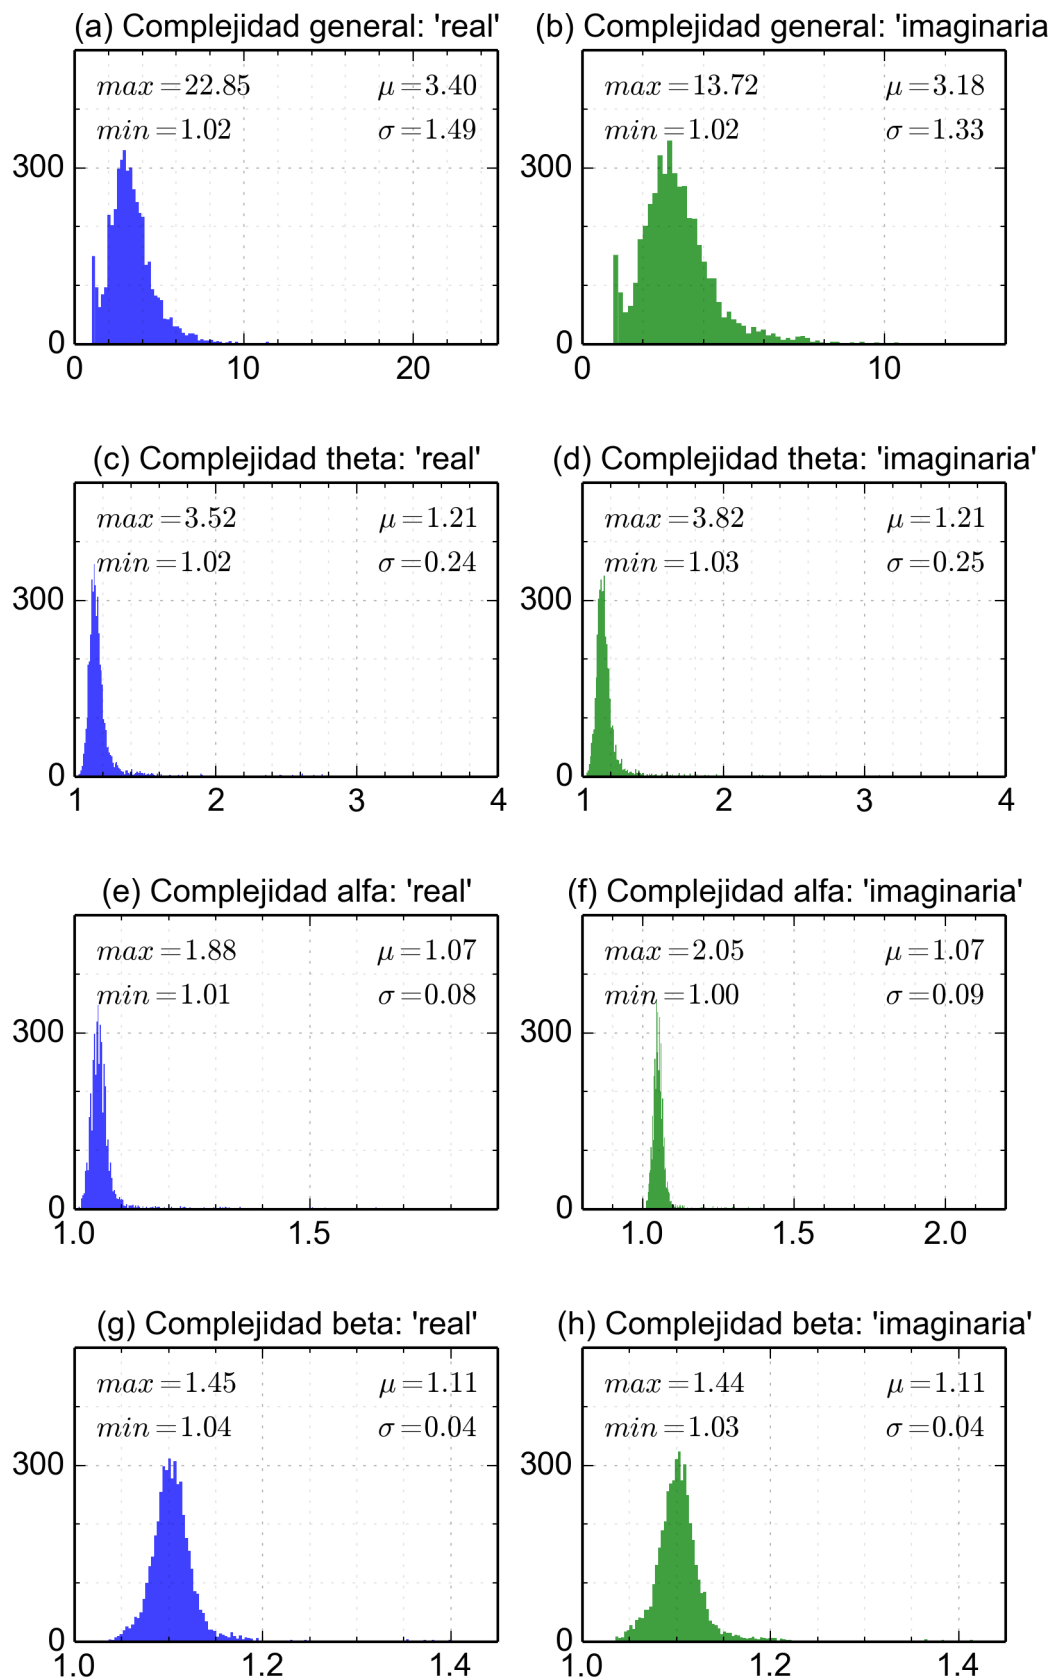 (a) Complejidad general: 'real'
(b) Complejidad general: 'imaginaria
max=22.85 μ=3.40
min=1.02 σ=1.49
300
0
0 10 20
max=13.72 μ=3.18
min=1.02 σ=1.33
300
0
0 10
(c) Complejidad theta: 'real'
(d) Complejidad theta: 'imaginaria'
max=3.52 μ=1.21
min=1.02 σ=0.24
300
0
1 2 3 4
max=3.82 μ=1.21
min=1.03 σ=0.25
300
0
1 2 3 4
(e) Complejidad alfa: 'real'
(f) Complejidad alfa: 'imaginaria'
max=1.88 μ=1.07
min=1.01 σ=0.08
300
0
1.0 1.5
max=2.05 μ=1.07
min=1.00 σ=0.09
300
0
1.0 1.5 2.0
(g) Complejidad beta: 'real'
(h) Complejidad beta: 'imaginaria'
max=1.45 μ=1.11
min=1.04 σ=0.04
300
0
1.0 1.2 1.4
max=1.44 μ=1.11
min=1.03 σ=0.04
300
0
1.0 1.2 1.4